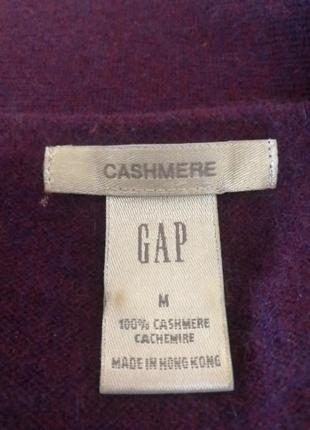 CASHMERE
GAP
M
100% CASHMERE
CACHEMIRE
MADE IN HONG KONG